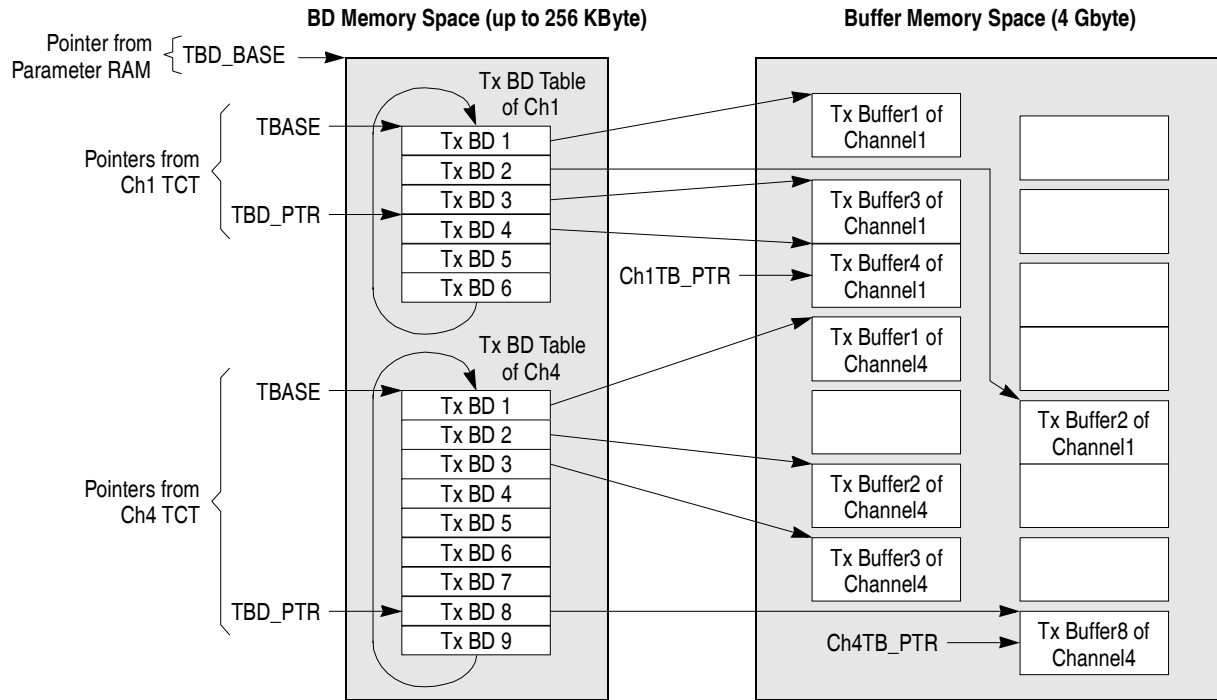 BD Memory Space (up to 256 KByte)
Buffer Memory Space (4 Gbyte)
Pointer from
Parameter RAM
TBD_BASE
Tx BD Table
of Ch1
TBASE
Pointers from
Ch1 TCT
TBD_PTR
Tx BD 1
Tx BD 2
Tx BD 3
Tx BD 4
Tx BD 5
Tx BD 6
Tx BD Table
of Ch4
TBASE
Pointers from
Ch4 TCT
TBD_PTR
Tx BD 1
Tx BD 2
Tx BD 3
Tx BD 4
Tx BD 5
Tx BD 6
Tx BD 7
Tx BD 8
Tx BD 9
Tx Buffer1 of
Channel1
Tx Buffer3 of
Channel1
Ch1TB_PTR
Tx Buffer4 of
Channel1
Tx Buffer1 of
Channel4
Tx Buffer2 of
Channel4
Tx Buffer3 of
Channel4
Tx Buffer2 of
Channel1
Ch4TB_PTR
Tx Buffer8 of
Channel4